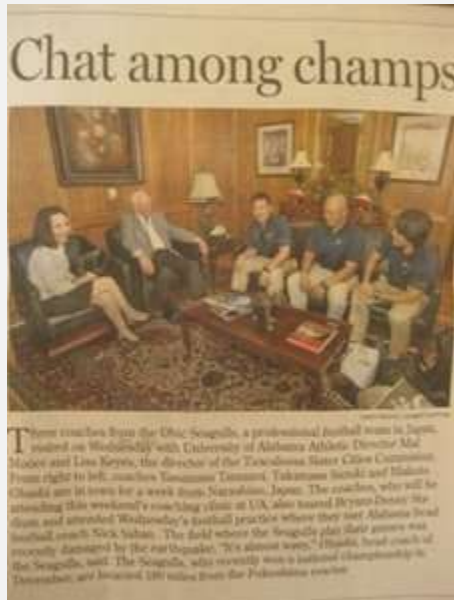 Chat among champs
Three coaches from the Obic Seagulls, a professional football team in Japan,
visited on Wednesday with University of Alabama Athletic Director Mal
Moore and Lisa Keyes, the director of the Tuscaloosa Sister Cities Commission.
From right to left, coaches Yasumasa Takamasa Suzuki and Makoto
Ohashi are in town for a week from Narashino, Japan. The coaches, who will be
attending this weekend's coaching clinic at UA, also toured Bryant-Denny Sta-
dium and attended Wednesday's football practice where they met Alabama head
football coach Nick Saban. The field where the Seagulls play their games was
recently damaged by the earthquake. "It's almost Ohashi, head coach of
the Seagulls, said. The Seagulls, who recently won a national championship in
December, are located 180 miles from the Fukushima reactor.